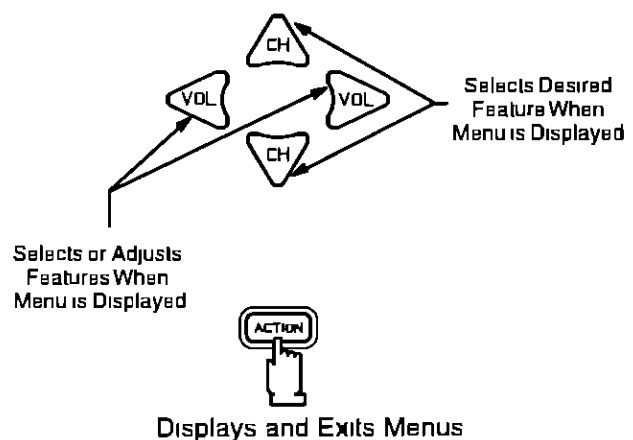 CH
VOL
VOL
CH
Selects Desired
Feature When
Menu is Displayed
Selects or Adjusts
Features When
Menu is Displayed
ACTION
Displays and Exits Menus